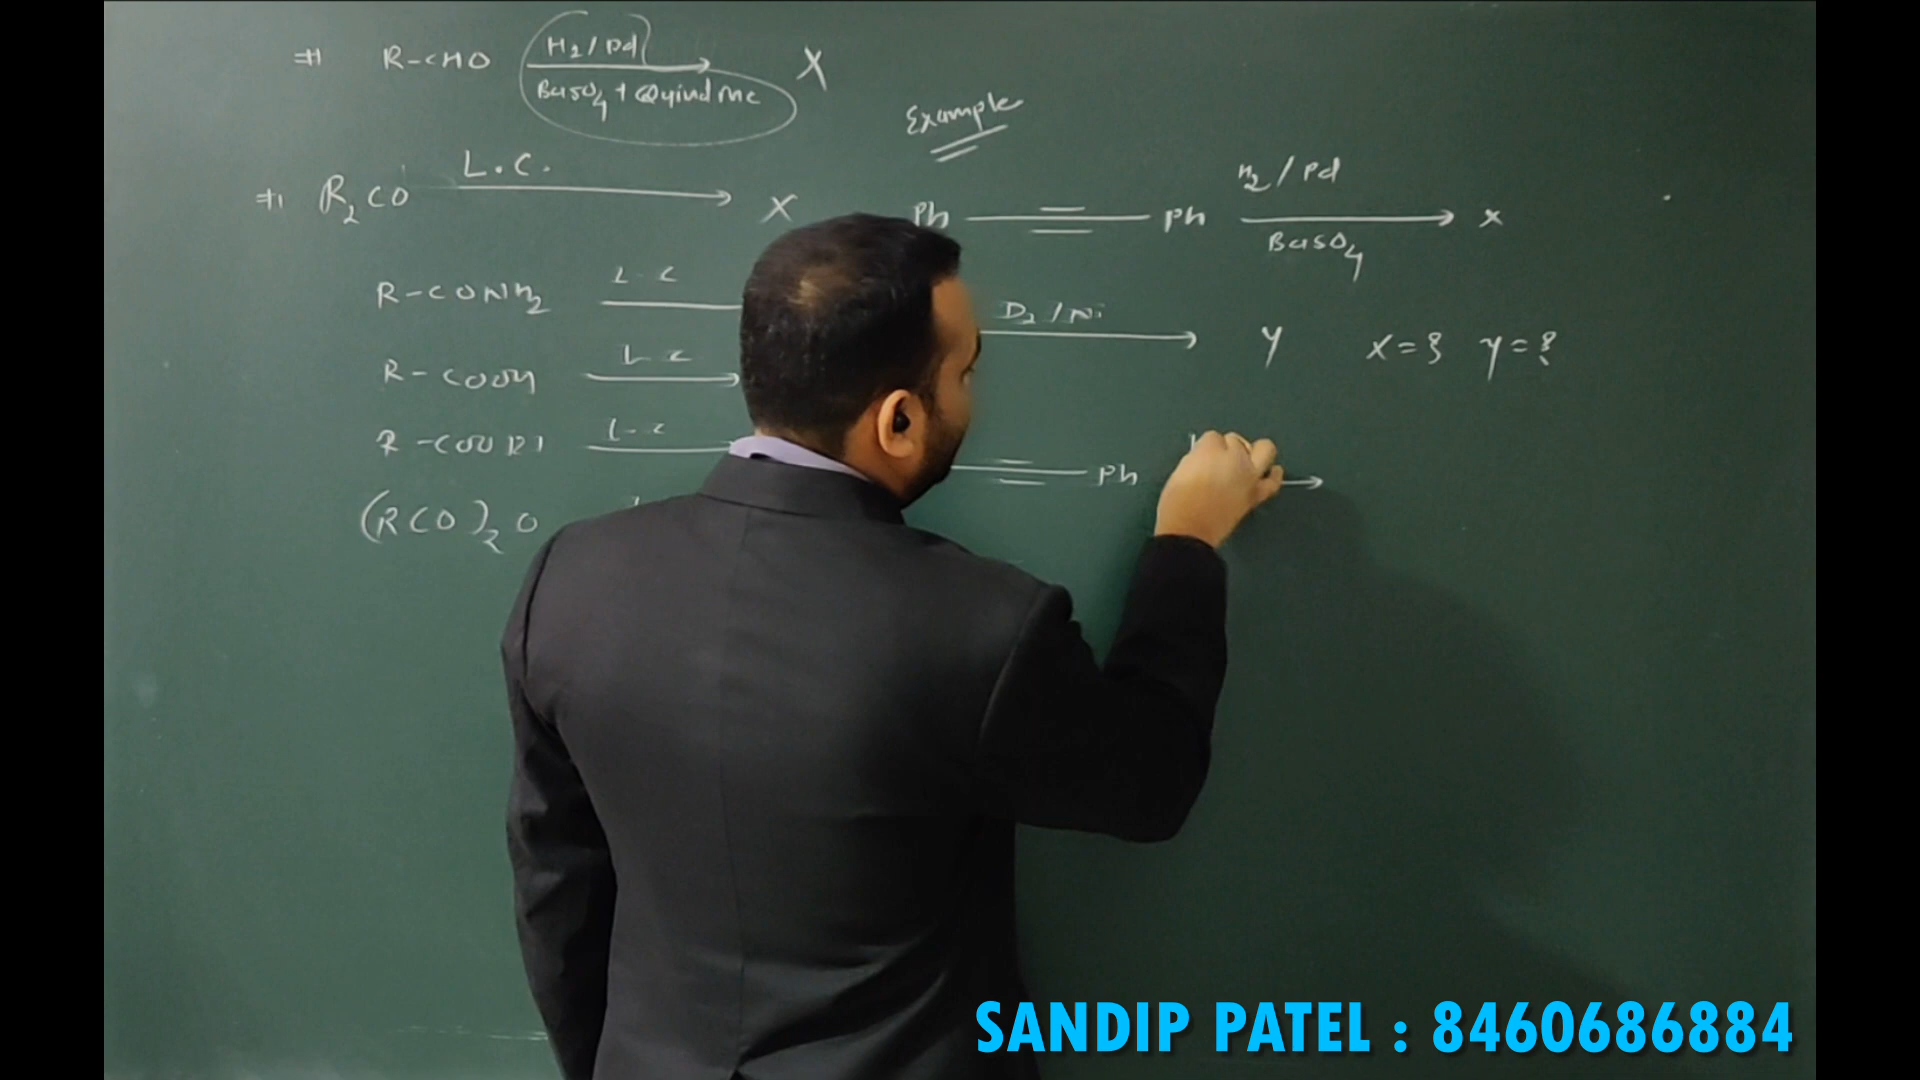 ⇒ R-CHO H2/Pd BaSO4 + Quinoline X
Example
⇒ R2CO L.C. X
Ph ≡ Ph H2/Pd BaSO4 X
R-CONH2 L-C
D2/Ni Y X=? Y=?
R-COOH L-C
R-COOR' L-C
≡ Ph
(RCO)2O
SANDIP PATEL : 8460686884